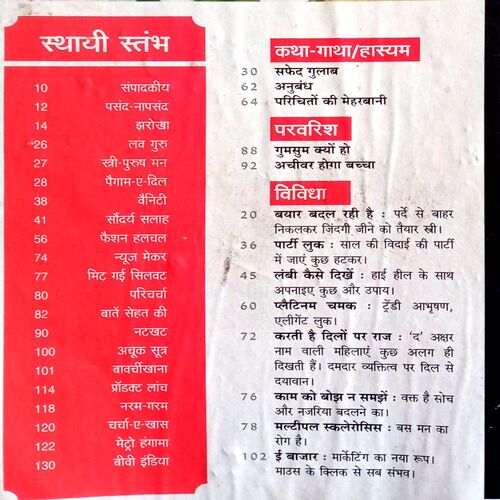 स्थायी स्तंभ
10 संपादकीय
12 पसंद-नापसंद
14 झरोखा
26 लव गुरु
27 स्त्री-पुरुष मन
28 पैगाम-ए-दिल
38 वैनिटी
41 सौंदर्य सलाह
56 फैशन हलचल
74 न्यूज मेकर
77 मिट गई सिलवट
80 परिचर्चा
82 बातें सेहत की
90 नटखट
100 अचूक सूत्र
101 बावर्चीखाना
114 प्रॉडक्ट लांच
118 नरम-गरम
120 चर्चा-ए-खास
122 मेट्रो हंगामा
130 बीवी इंडिया
कथा-गाथा/हास्यम
30 सफेद गुलाब
62 अनुबंध
64 परिचितों की मेहरबानी
परवरिश
88 गुमसुम क्यों हो
92 अचीवर होगा बच्चा
विविधा
20 बयार बदल रही है : पर्दे से बाहर
निकलकर जिंदगी जीने को तैयार स्त्री।
36 पार्टी लुक : साल की विदाई की पार्टी
में जाएं कुछ हटकर।
45 लंबी कैसे दिखें : हाई हील के साथ
अपनाइए कुछ और उपाय।
60 प्लैटिनम चमक : ट्रेंडी आभूषण,
एलीगेंट लुक।
72 करती है दिलों पर राज : ‘द’ अक्षर
नाम वाली महिलाएं कुछ अलग ही
दिखती हैं। दमदार व्यक्तित्व पर दिल से
दयावान।
76 काम को बोझ न समझें : वक्त है सोच
और नजरिया बदलने का।
78 मल्टीपल स्कलेरोसिस : बस मन का
रोग है।
102 ई बाजार : मार्केटिंग का नया रूप।
माउस के क्लिक से सब संभव।